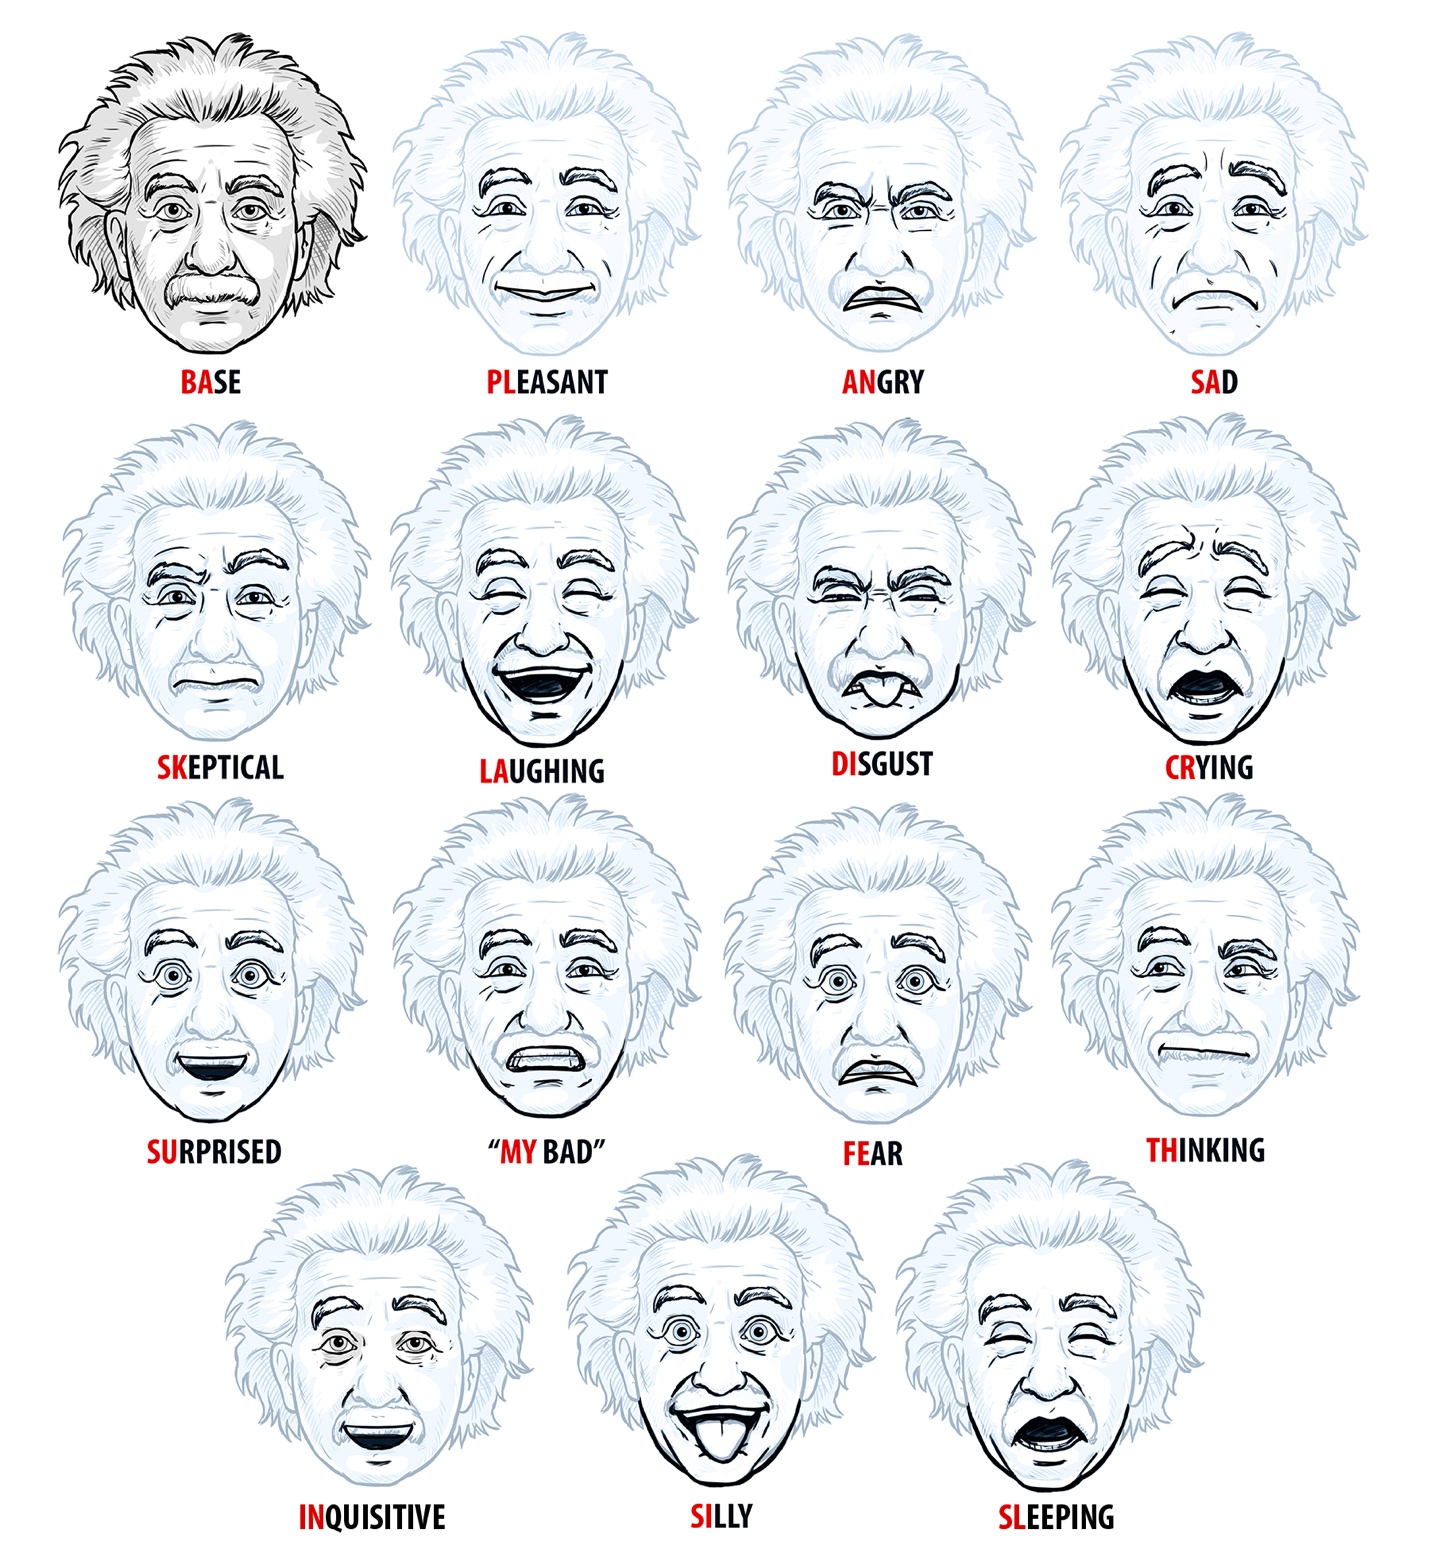 BASE
PLEASANT
ANGRY
SAD
SKEPTICAL
LAUGHING
DISGUST
CRYING
SURPRISED
“MY BAD”
FEAR
THINKING
INQUISITIVE
SILLY
SLEEPING